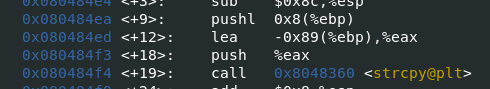 0x080484e4 <+3>: sub $0x8c,%esp
0x080484ea <+9>: pushl 0x8(%ebp)
0x080484ed <+12>: lea -0x89(%ebp),%eax
0x080484f3 <+18>: push %eax
0x080484f4 <+19>: call 0x8048360 <strcpy@plt>